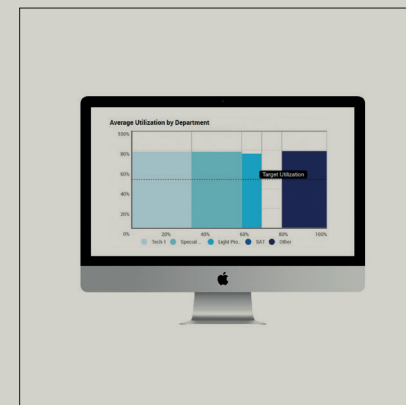 Average Utilization by Department
100%
80%
Target Utilization
60%
40%
20%
0% 20% 40% 60% 80% 100%
Tech 1 Special ... Light Pro.. SAT Other